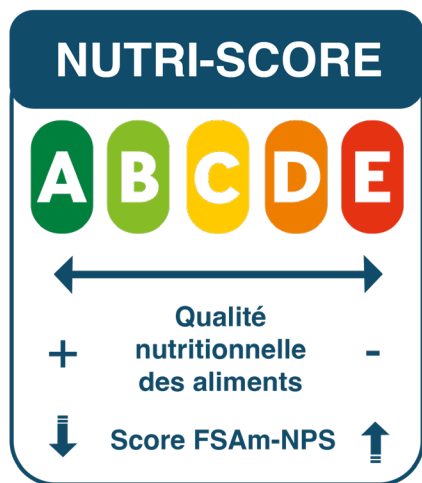 NUTRI-SCORE
A B C D E
Qualité
+ nutritionnelle -
des aliments
Score FSAm-NPS